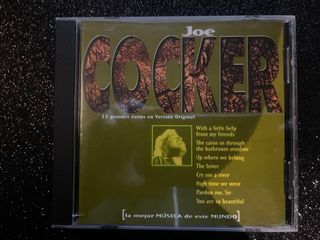 Joe
COCKER
12 grandes éxitos en Versión Original
With a little help
from my friends
She came in through
the bathroom window
Up where we belong
The letter
Cry me a river
High time we went
Pardon me, Sir
You are so beautiful
[la mejor MÚSICA de este MUNDO]